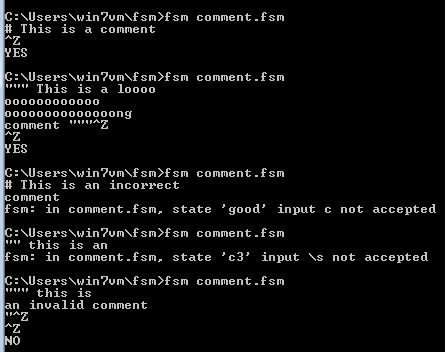 C:\Users\win7vm\fsm>fsm comment.fsm
# This is a comment
^Z
YES
C:\Users\win7vm\fsm>fsm comment.fsm
""" This is a loooo
oooooooooooo
ooooooooooooooong
comment """^Z
^Z
YES
C:\Users\win7vm\fsm>fsm comment.fsm
# This is an incorrect
comment
fsm: in comment.fsm, state 'good' input c not accepted
C:\Users\win7vm\fsm>fsm comment.fsm
"" this is an
fsm: in comment.fsm, state 'c3' input \s not accepted
C:\Users\win7vm\fsm>fsm comment.fsm
""" this is
an invalid comment
"^Z
^Z
NO